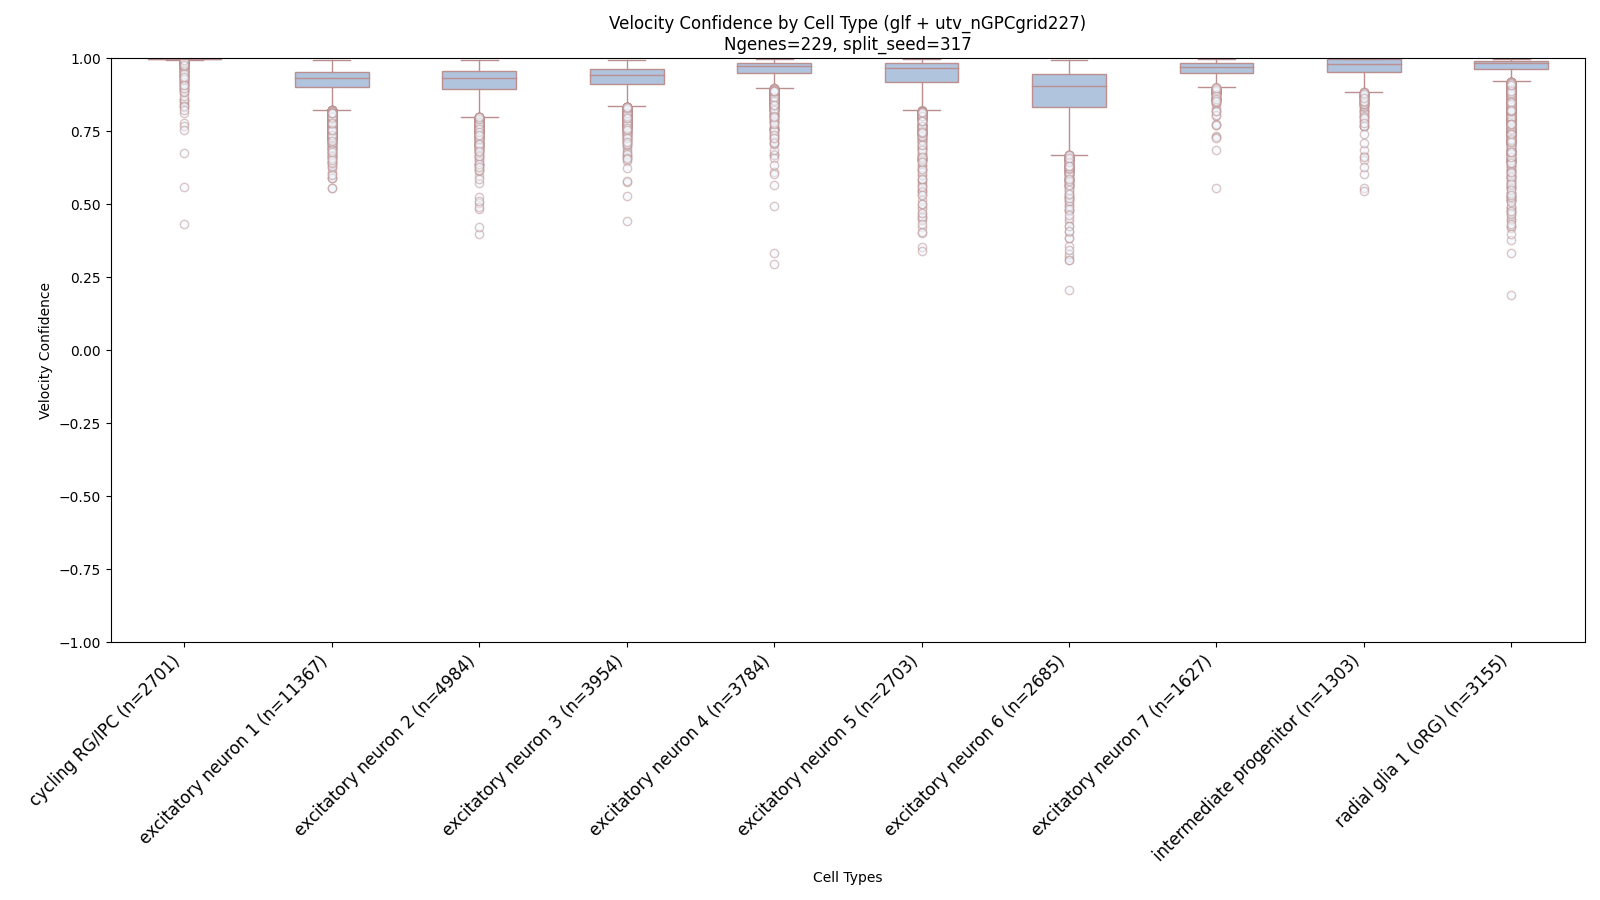 Velocity Confidence by Cell Type (glf + utv_nGPCgrid227)
Ngenes=229, split_seed=317
1.00
0.75
0.50
0.25
0.00
−0.25
−0.50
−0.75
−1.00
Velocity Confidence
cycling RG/IPC (n=2701)
excitatory neuron 1 (n=11367)
excitatory neuron 2 (n=4984)
excitatory neuron 3 (n=3954)
excitatory neuron 4 (n=3784)
excitatory neuron 5 (n=2703)
excitatory neuron 6 (n=2685)
excitatory neuron 7 (n=1627)
intermediate progenitor (n=1303)
radial glia 1 (oRG) (n=3155)
Cell Types